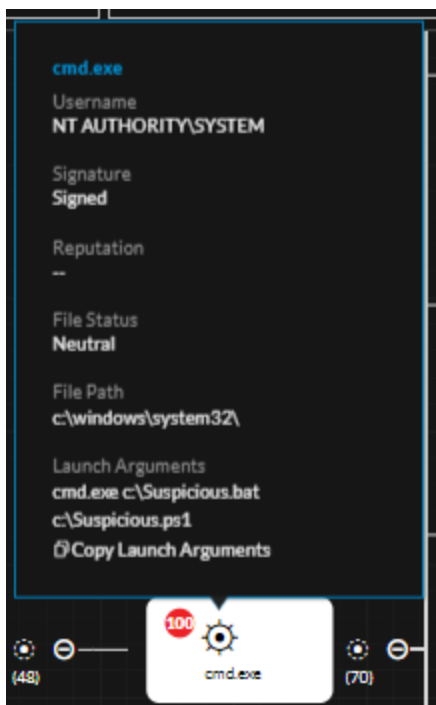 cmd.exe
Username
NT AUTHORITY\SYSTEM
Signature
Signed
Reputation
--
File Status
Neutral
File Path
c:\windows\system32\
Launch Arguments
cmd.exe c:\Suspicious.bat
c:\Suspicious.ps1
Copy Launch Arguments
100
cmd.exe
(48)
(70)